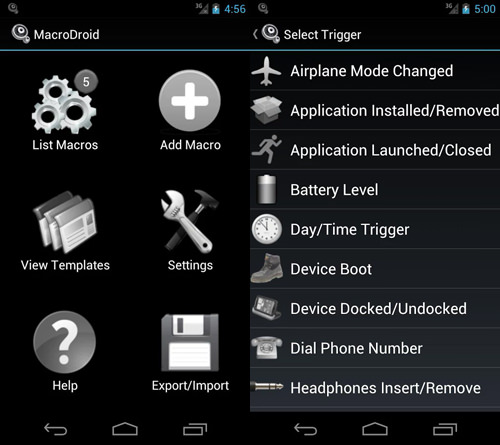 3G 4:56
MacroDroid
5
List Macros
Add Macro
View Templates
Settings
Help
Export/Import
3G 5:00
Select Trigger
Airplane Mode Changed
Application Installed/Removed
Application Launched/Closed
Battery Level
Day/Time Trigger
Device Boot
Device Docked/Undocked
Dial Phone Number
Headphones Insert/Remove